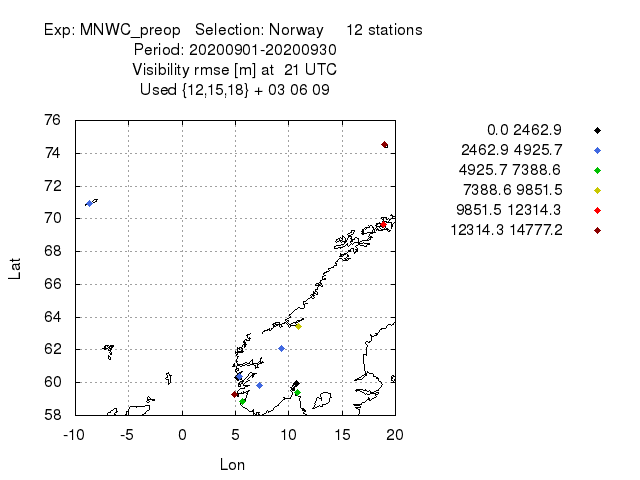 Exp: MNWC_preop Selection: Norway 12 stations
Period: 20200901-20200930
Visibility rmse [m] at 21 UTC
Used {12,15,18} + 03 06 09
0.0 2462.9
2462.9 4925.7
4925.7 7388.6
7388.6 9851.5
9851.5 12314.3
12314.3 14777.2
76
74
72
70
68
66
64
62
60
58
Lat
-10 -5 0 5 10 15 20
Lon